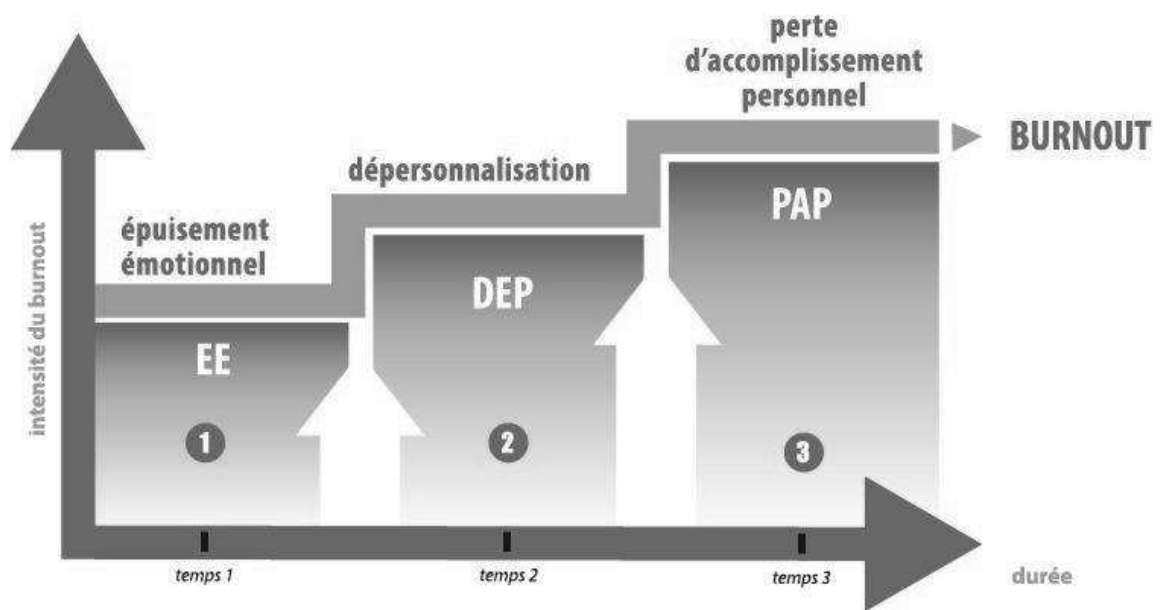 perte
d'accomplissement
personnel
BURNOUT
dépersonnalisation
PAP
épuisement
émotionnel
DEP
EE
intensité du burnout
1
2
3
temps 1
temps 2
temps 3
durée